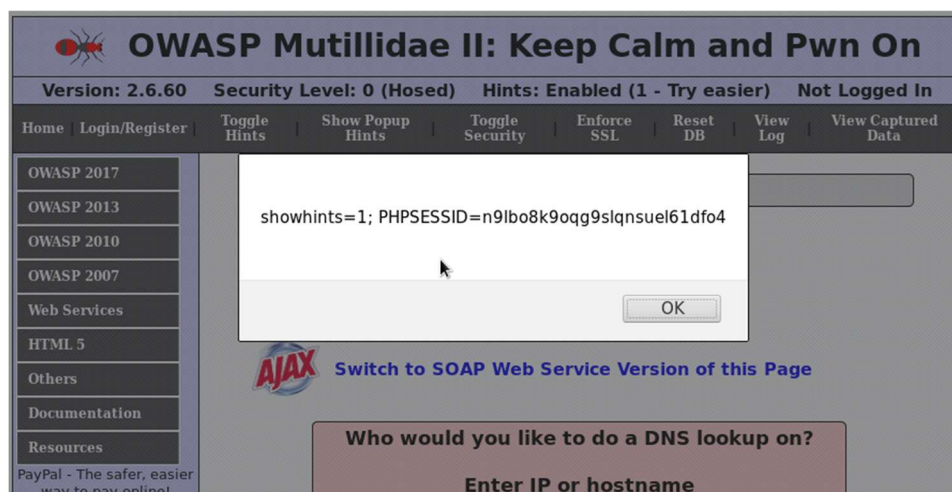 OWASP Mutillidae II: Keep Calm and Pwn On
Version: 2.6.60 Security Level: 0 (Hosed) Hints: Enabled (1 - Try easier) Not Logged In
Home | Login/Register | Toggle Hints | Show Popup Hints | Toggle Security | Enforce SSL | Reset DB | View Log | View Captured Data
OWASP 2017
OWASP 2013
OWASP 2010
OWASP 2007
Web Services
HTML 5
Others
Documentation
Resources
PayPal - The safer, easier
way to pay online!
showhints=1; PHPSESSID=n9lbo8k9oqg9slqnsuel61dfo4
OK
AJAX
Switch to SOAP Web Service Version of this Page
Who would you like to do a DNS lookup on?
Enter IP or hostname